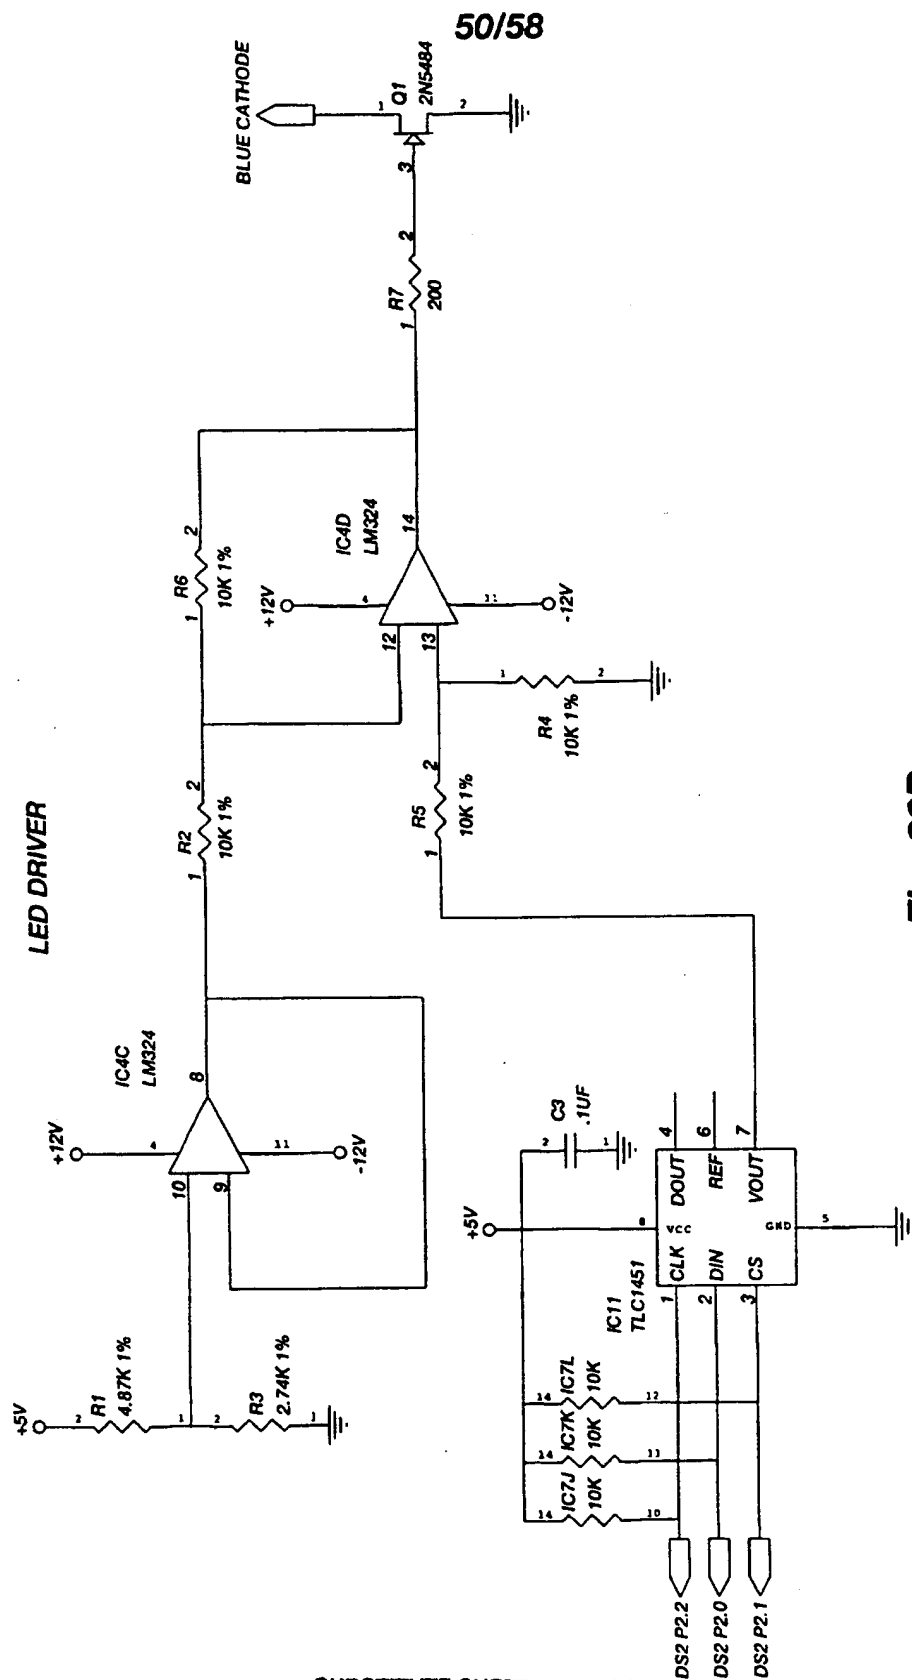 50/58
LED DRIVER
BLUE CATHODE
1
Q1
2N5484
2
3
2
R7
200
1
2
R6
10K 1%
1
IC4D
LM324
14
+12V
4
11
-12V
12
13
1
R4
10K 1%
2
2
R2
10K 1%
1
2
R5
10K 1%
1
IC4C
LM324
8
+12V
4
11
-12V
10
9
+5V
2
R1
4.87K 1%
1
2
R3
2.74K 1%
1
+5V
2
C3
.1UF
1
IC11
TLC1451
8
VCC
GND
5
4
DOUT
6
REF
7
VOUT
1
CLK
2
DIN
3
CS
14
IC7L
10K
12
14
IC7K
10K
11
14
IC7J
10K
10
DS2 P2.2
DS2 P2.0
DS2 P2.1